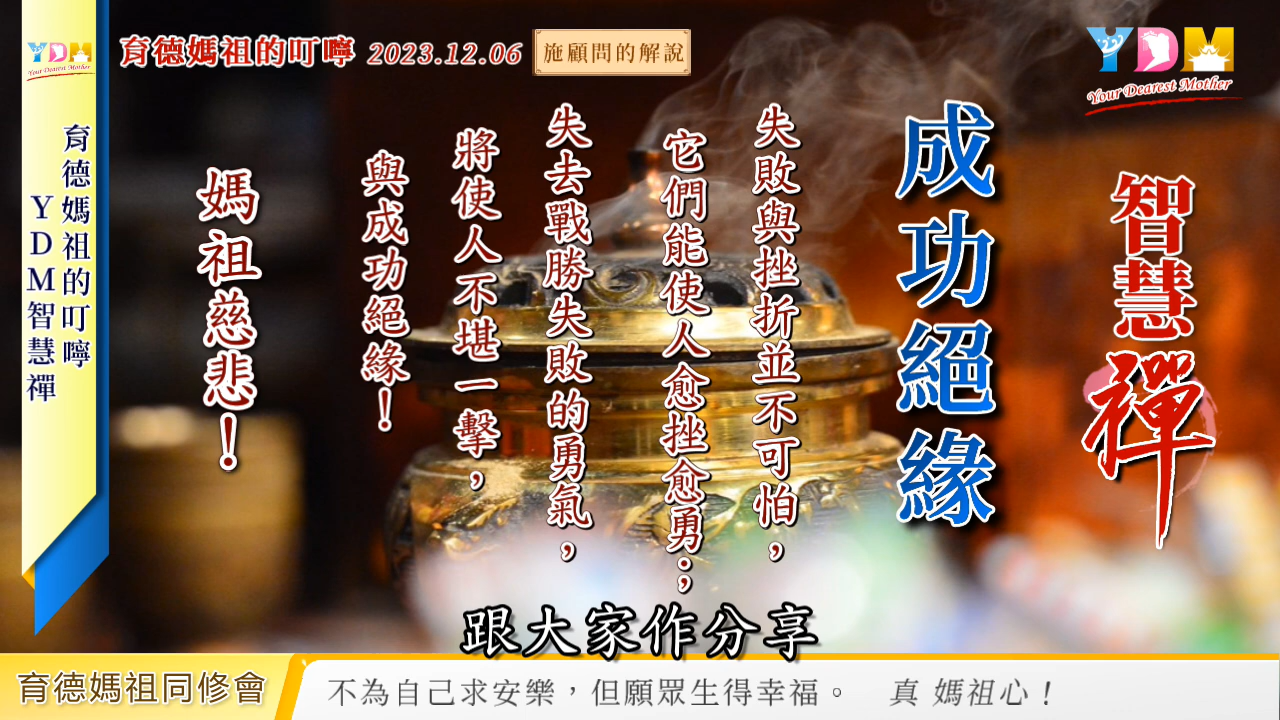 育德媽祖的叮嚀 2023.12.06 施顧問的解說
YDM
Your Dearest Mother
YDM
Your Dearest Mother
育德媽祖的叮嚀
YDM智慧禪
智慧禪
成功絕緣
失敗與挫折並不可怕，
它們能使人愈挫愈勇；
失去戰勝失敗的勇氣，
將使人不堪一擊，
與成功絕緣！
媽祖慈悲！
跟大家作分享
育德媽祖同修會
不為自己求安樂，但願眾生得幸福。 真 媽祖心！